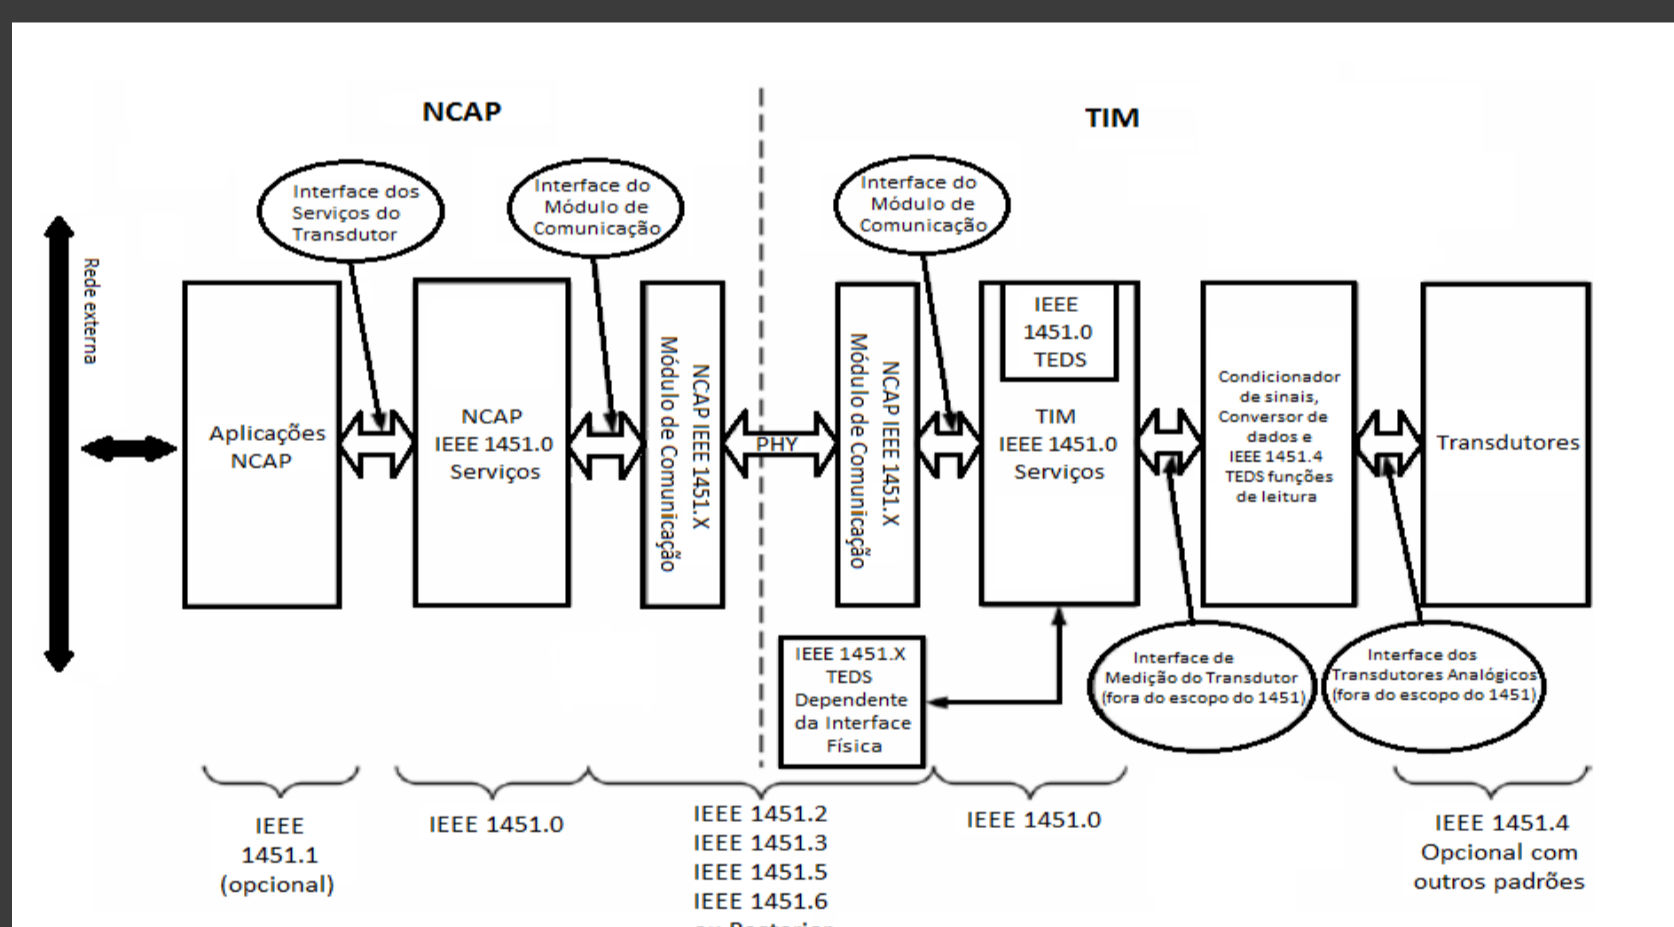 NCAP
TIM
Interface dos
Serviços do
Transdutor
Interface do
Módulo de
Comunicação
Interface do
Módulo de
Comunicação
Rede externa
Aplicações
NCAP
NCAP
IEEE 1451.0
Serviços
NCAP IEEE 1451.X
Módulo de Comunicação
PHY
NCAP IEEE 1451.X
Módulo de Comunicação
IEEE
1451.0
TEDS
TIM
IEEE 1451.0
Serviços
Condicionador
de sinais,
Conversor de
dados e
IEEE 1451.4
TEDS funções
de leitura
Transdutores
IEEE 1451.X
TEDS
Dependente
da Interface
Física
Interface de
Medição do Transdutor
(fora do escopo do 1451)
Interface dos
Transdutores Analógicos
(fora do escopo do 1451)
IEEE
1451.1
(opcional)
IEEE 1451.0
IEEE 1451.2
IEEE 1451.3
IEEE 1451.5
IEEE 1451.6
IEEE 1451.0
IEEE 1451.4
Opcional com
outros padrões